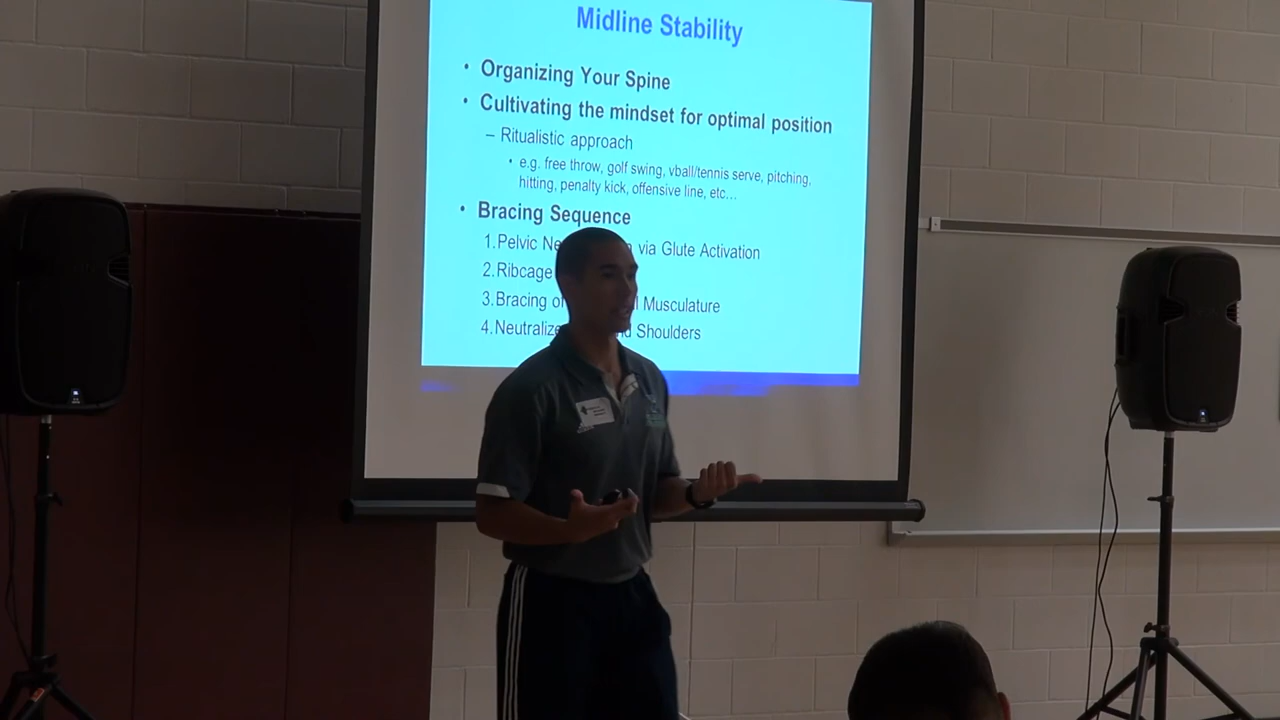 Midline Stability
• Organizing Your Spine
• Cultivating the mindset for optimal position
– Ritualistic approach
• e.g. free throw, golf swing, vball/tennis serve, pitching,
hitting, penalty kick, offensive line, etc...
• Bracing Sequence
1.Pelvic via Glute Activation
2.Ribcage
3.Bracing Musculature
4.Neutralize Shoulders